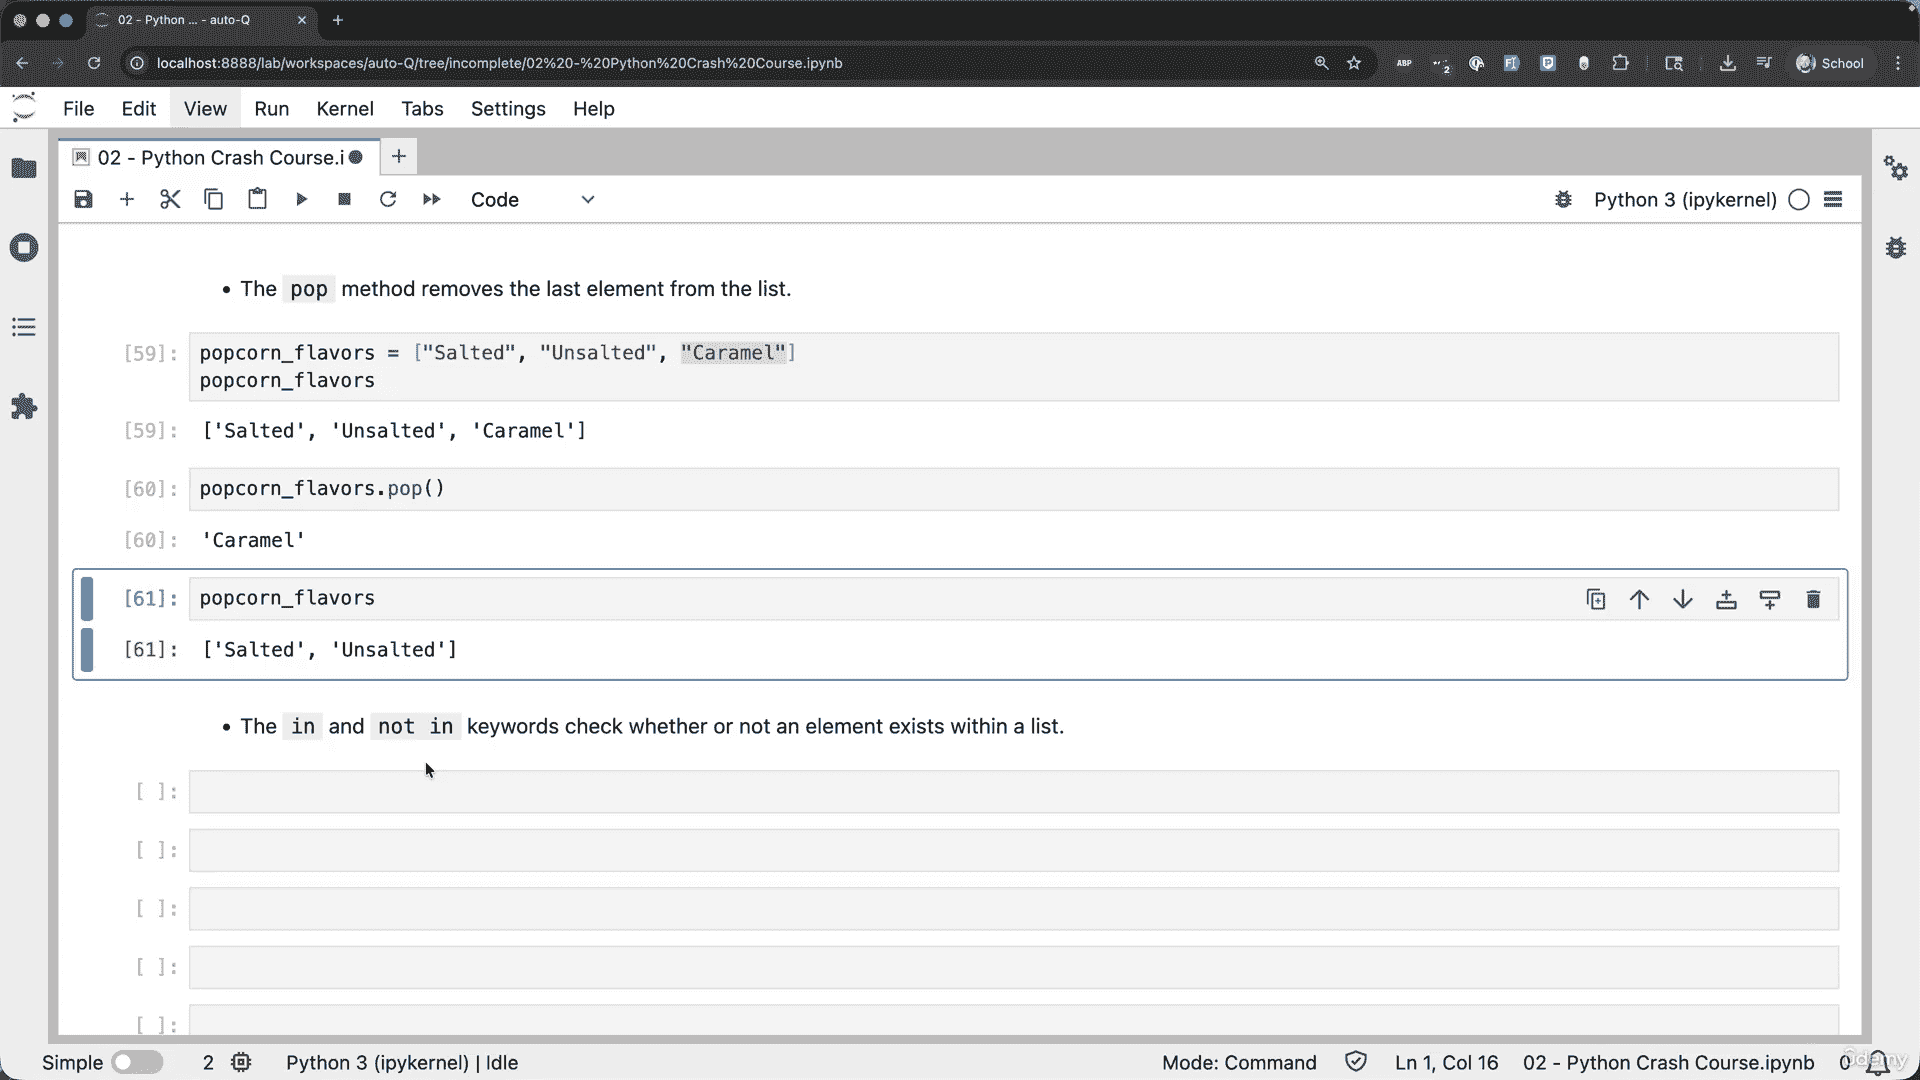 02 - Python ... - auto-Q
localhost:8888/lab/workspaces/auto-Q/tree/incomplete/02%20-%20Python%20Crash%20Course.ipynb
ABP
2
School
File Edit View Run Kernel Tabs Settings Help
02 - Python Crash Course.i
Code
Python 3 (ipykernel)
• The pop method removes the last element from the list.
[59]: popcorn_flavors = ["Salted", "Unsalted", "Caramel"]
popcorn_flavors
[59]: ['Salted', 'Unsalted', 'Caramel']
[60]: popcorn_flavors.pop()
[60]: 'Caramel'
[61]: popcorn_flavors
[61]: ['Salted', 'Unsalted']
• The in and not in keywords check whether or not an element exists within a list.
[ ]:
[ ]:
[ ]:
[ ]:
[ ]:
Simple 2 Python 3 (ipykernel) | Idle Mode: Command Ln 1, Col 16 02 - Python Crash Course.ipynb 0
Udemy